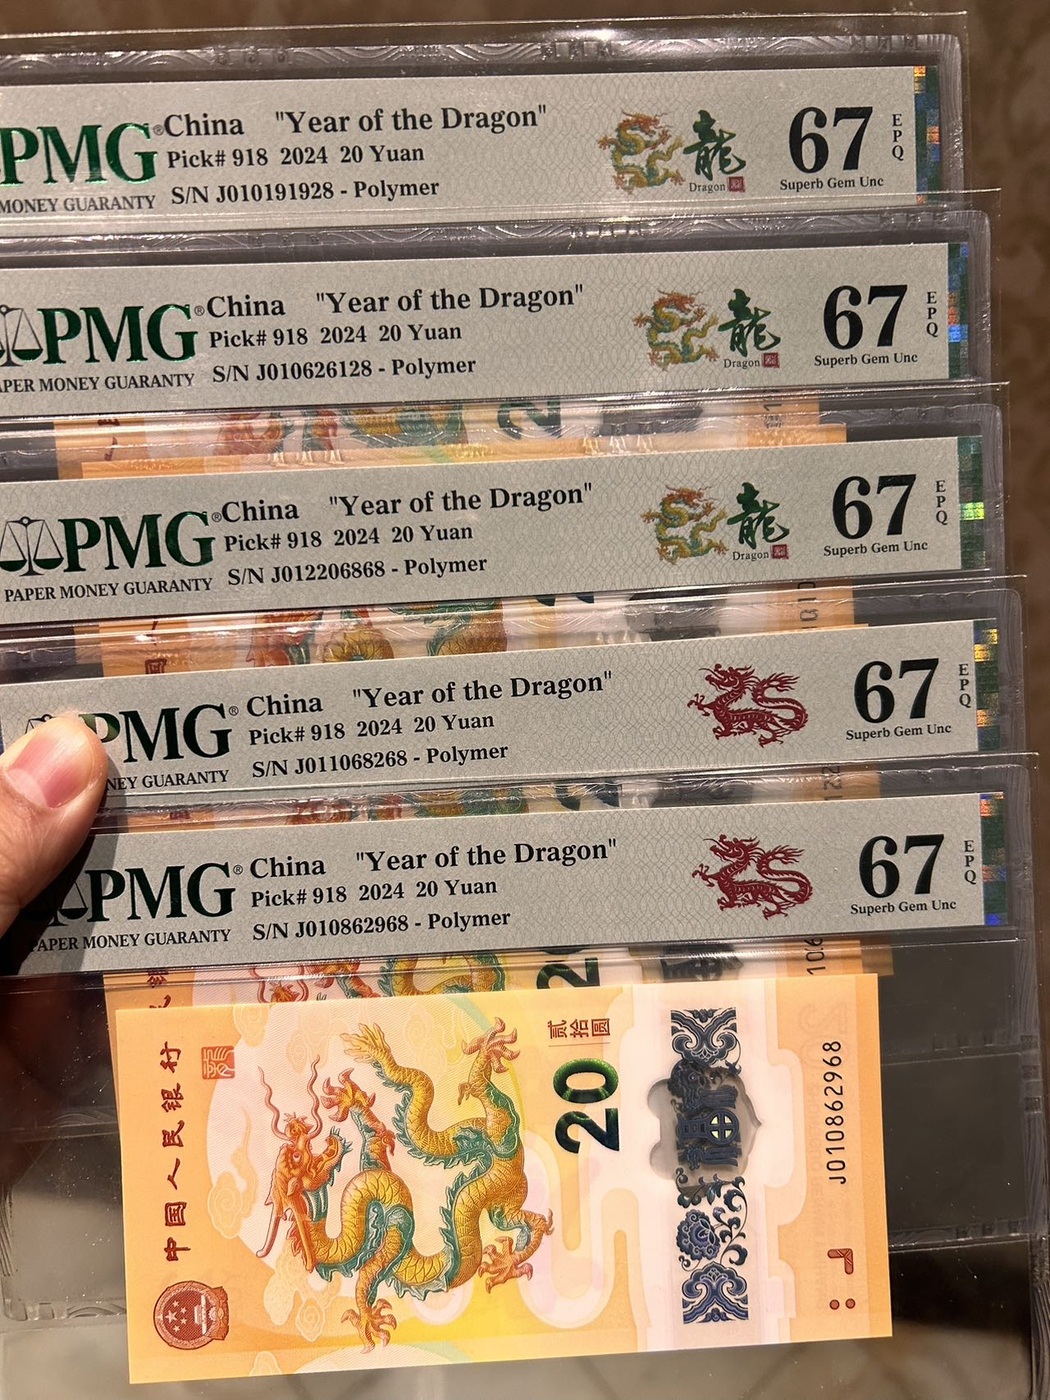 PMG® China "Year of the Dragon"
Pick# 918 2024 20 Yuan
MONEY GUARANTY S/N J010191928 - Polymer
龍
Dragon
67
EPQ
Superb Gem Unc
PMG® China "Year of the Dragon"
Pick# 918 2024 20 Yuan
PAPER MONEY GUARANTY S/N J010626128 - Polymer
龍
Dragon
67
EPQ
Superb Gem Unc
PMG® China "Year of the Dragon"
Pick# 918 2024 20 Yuan
PAPER MONEY GUARANTY S/N J012206868 - Polymer
龍
Dragon
67
EPQ
Superb Gem Unc
PMG® China "Year of the Dragon"
Pick# 918 2024 20 Yuan
GUARANTY S/N J011068268 - Polymer
67
EPQ
Superb Gem Unc
PMG® China "Year of the Dragon"
Pick# 918 2024 20 Yuan
PAPER MONEY GUARANTY S/N J010862968 - Polymer
67
EPQ
Superb Gem Unc
中国人民银行
贰拾圆
20
J010862968